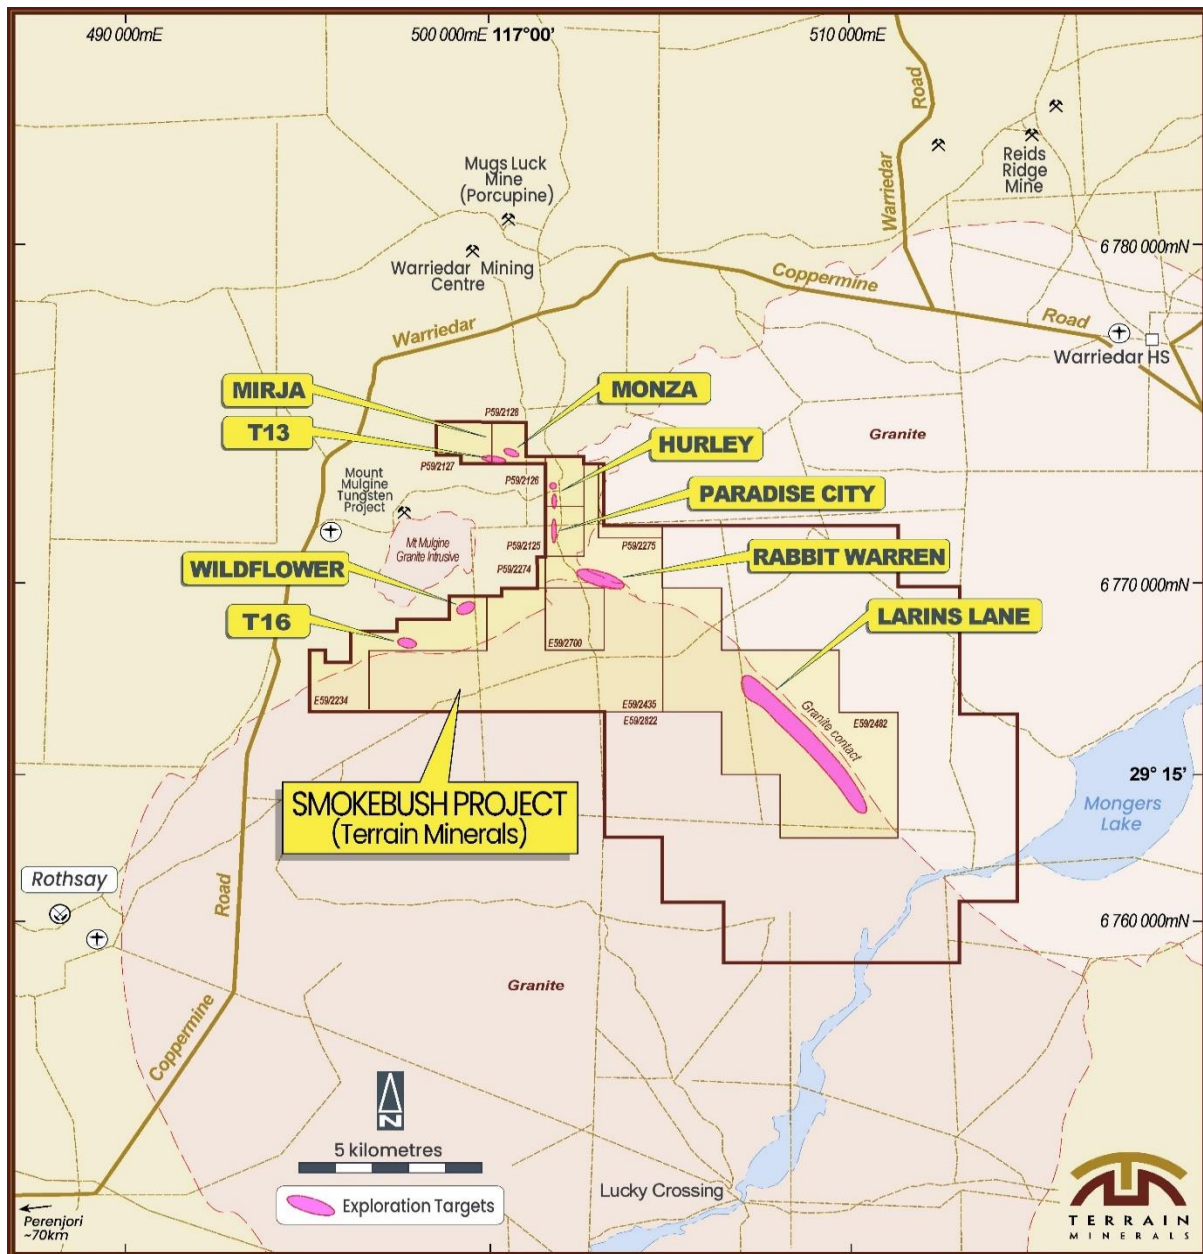 490 000mE
500 000mE 117°00'
510 000mE
Road
Warriedar
Reids
Ridge
Mine
Mugs Luck
Mine
(Porcupine)
Warriedar Mining
Centre
6 780 000mN
Coppermine
Road
Warriedar
Warriedar HS
MIRJA
MONZA
T13
P59/2128
HURLEY
Granite
P59/2127
P59/2126
Mount
Mulgine
Tungsten
Project
PARADISE CITY
Mt Mulgine
Granite Intrusive
P59/2125
P59/2275
WILDFLOWER
P59/2274
RABBIT WARREN
6 770 000mN
T16
LARINS LANE
E59/2700
E59/2234
E59/2435
E59/2822
Granite contact
E59/2482
SMOKEBUSH PROJECT
(Terrain Minerals)
29° 15'
Mongers
Lake
Rothsay
Road
6 760 000mN
Granite
Coppermine
N
5 kilometres
Exploration Targets
Lucky Crossing
Perenjori
~70km
TERRAIN
MINERALS